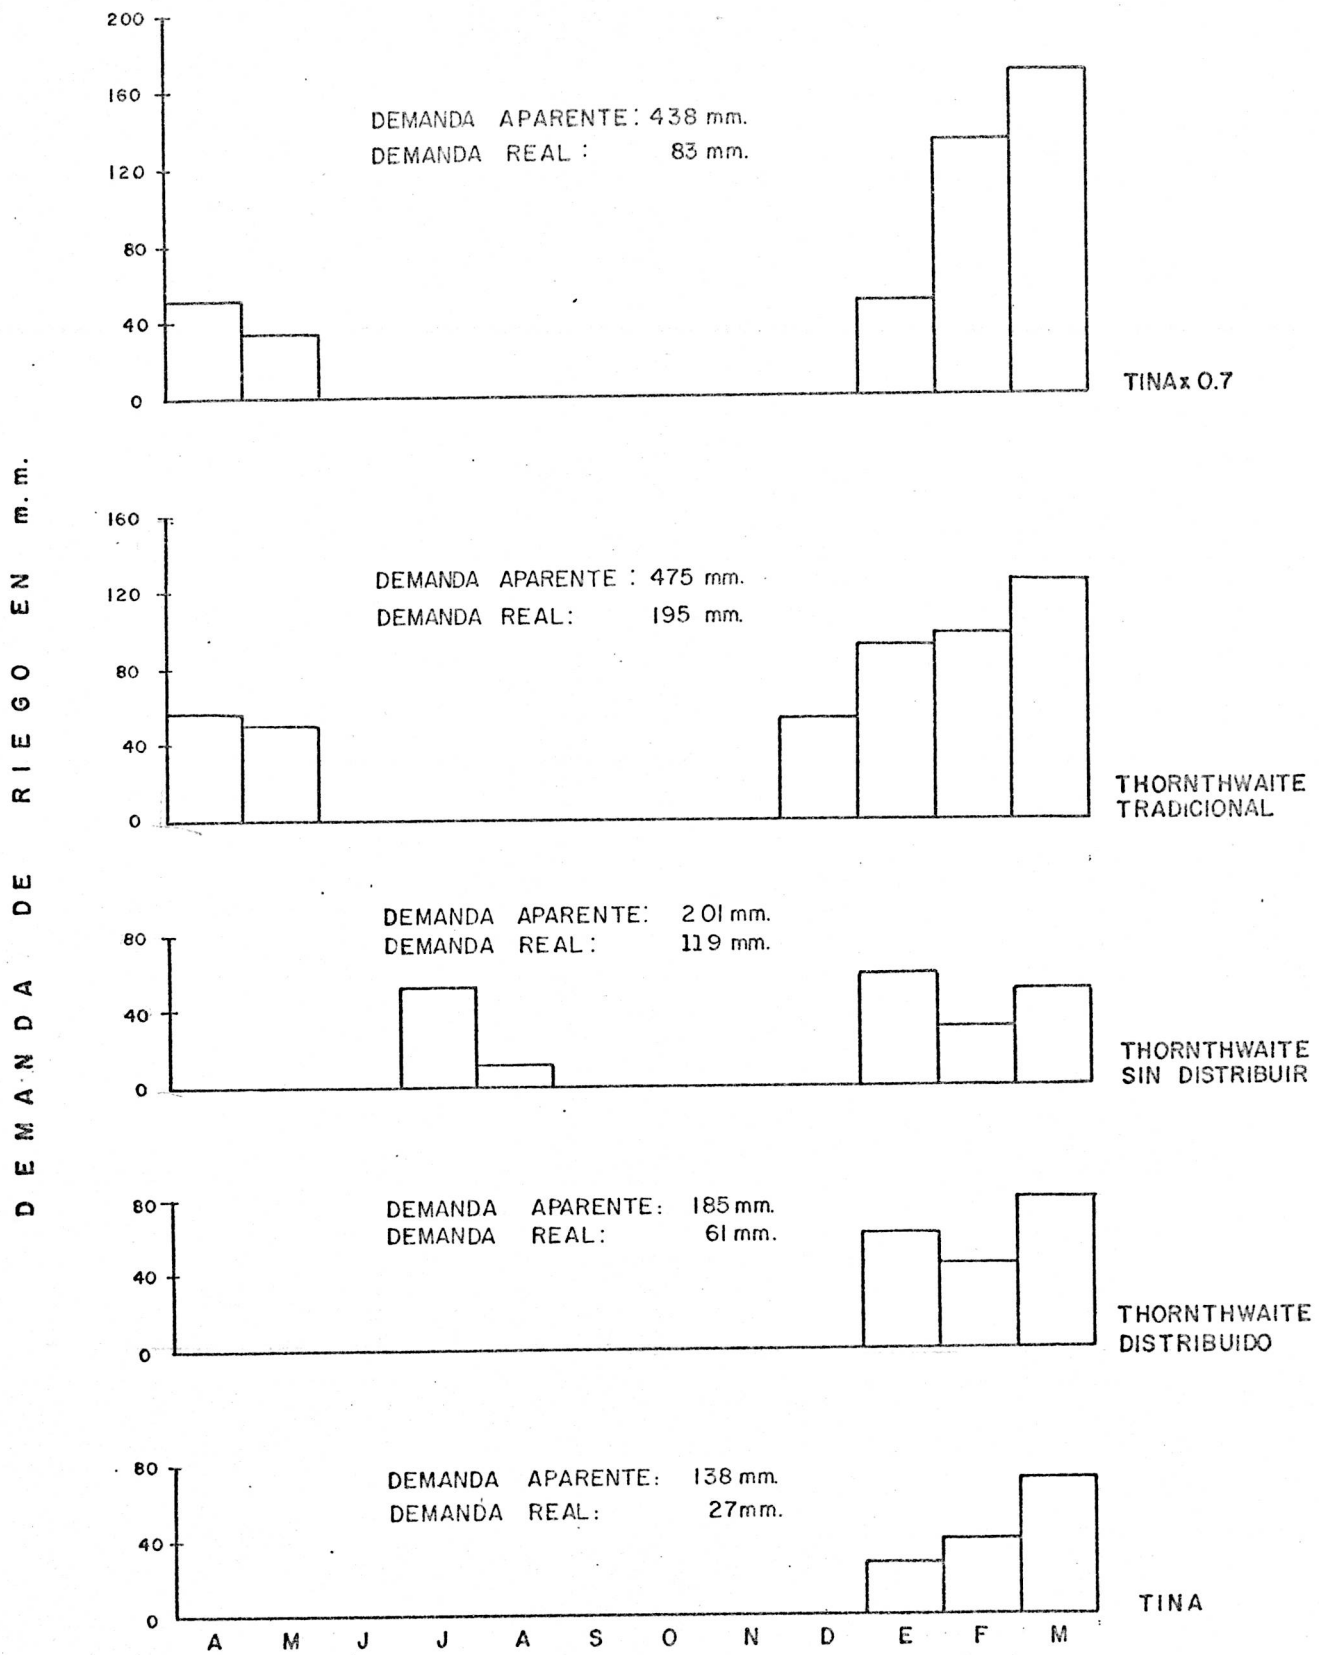 DEMANDA DE RIEGO EN m.m.
200
160
120
80
40
0
DEMANDA APARENTE: 438 mm.
DEMANDA REAL: 83 mm.
TINA x 0.7
160
120
80
40
0
DEMANDA APARENTE: 475 mm.
DEMANDA REAL: 195 mm.
THORNTHWAITE
TRADICIONAL
80
40
0
DEMANDA APARENTE: 201 mm.
DEMANDA REAL: 119 mm.
THORNTHWAITE
SIN DISTRIBUIR
80
40
0
DEMANDA APARENTE: 185 mm.
DEMANDA REAL: 61 mm.
THORNTHWAITE
DISTRIBUIDO
80
40
0
DEMANDA APARENTE: 138 mm.
DEMANDA REAL: 27 mm.
TINA
A M J J A S O N D E F M